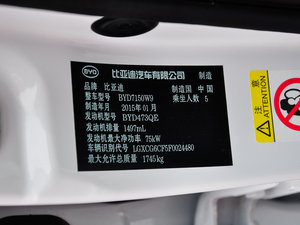 BYD 比亚迪汽车有限公司 制造
品牌 比亚迪 制造国 中国
整车型号 BYD7150W9 乘坐人数 5
制造年月 2015年01月
发动机型号 BYD473QE
发动机排量 1497mL
发动机最大净功率 75kW
车辆识别代号 LGXCG6CF5F0024480
最大允许总质量 1745kg
注意
ATTENTION